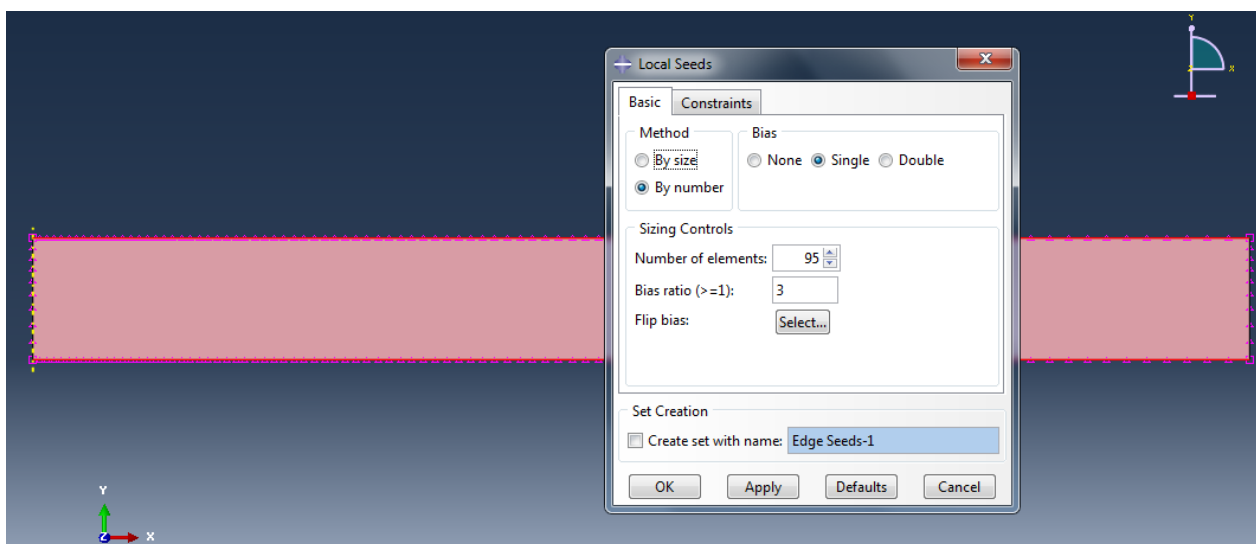 Y
X
Z
Local Seeds
Basic
Constraints
Method
Bias
By size
None
Single
Double
By number
Sizing Controls
Number of elements:
95
Bias ratio (>=1):
3
Flip bias:
Select...
Set Creation
Create set with name:
Edge Seeds-1
OK
Apply
Defaults
Cancel
Y
Z
X